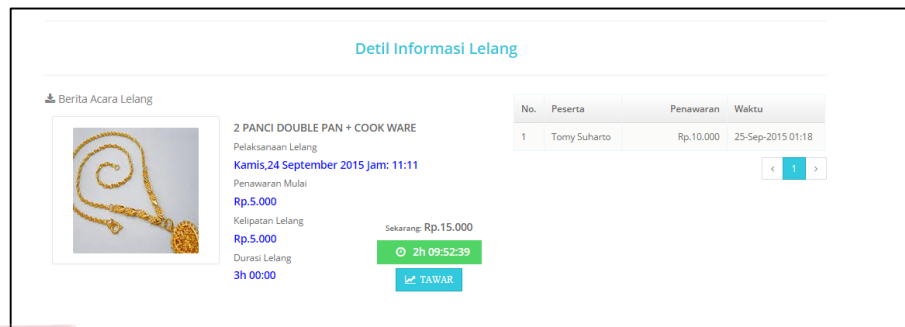 Detil Informasi Lelang
Berita Acara Lelang
2 PANCI DOUBLE PAN + COOK WARE
Pelaksanaan Lelang
Kamis,24 September 2015 Jam: 11:11
Penawaran Mulai
Rp.5.000
Kelipatan Lelang
Rp.5.000
Durasi Lelang
3h 00:00
Sekarang: Rp.15.000
2h 09:52:39
TAWAR
No. Peserta Penawaran Waktu
1 Tomy Suharto Rp.10.000 25-Sep-2015 01:18
< 1 >